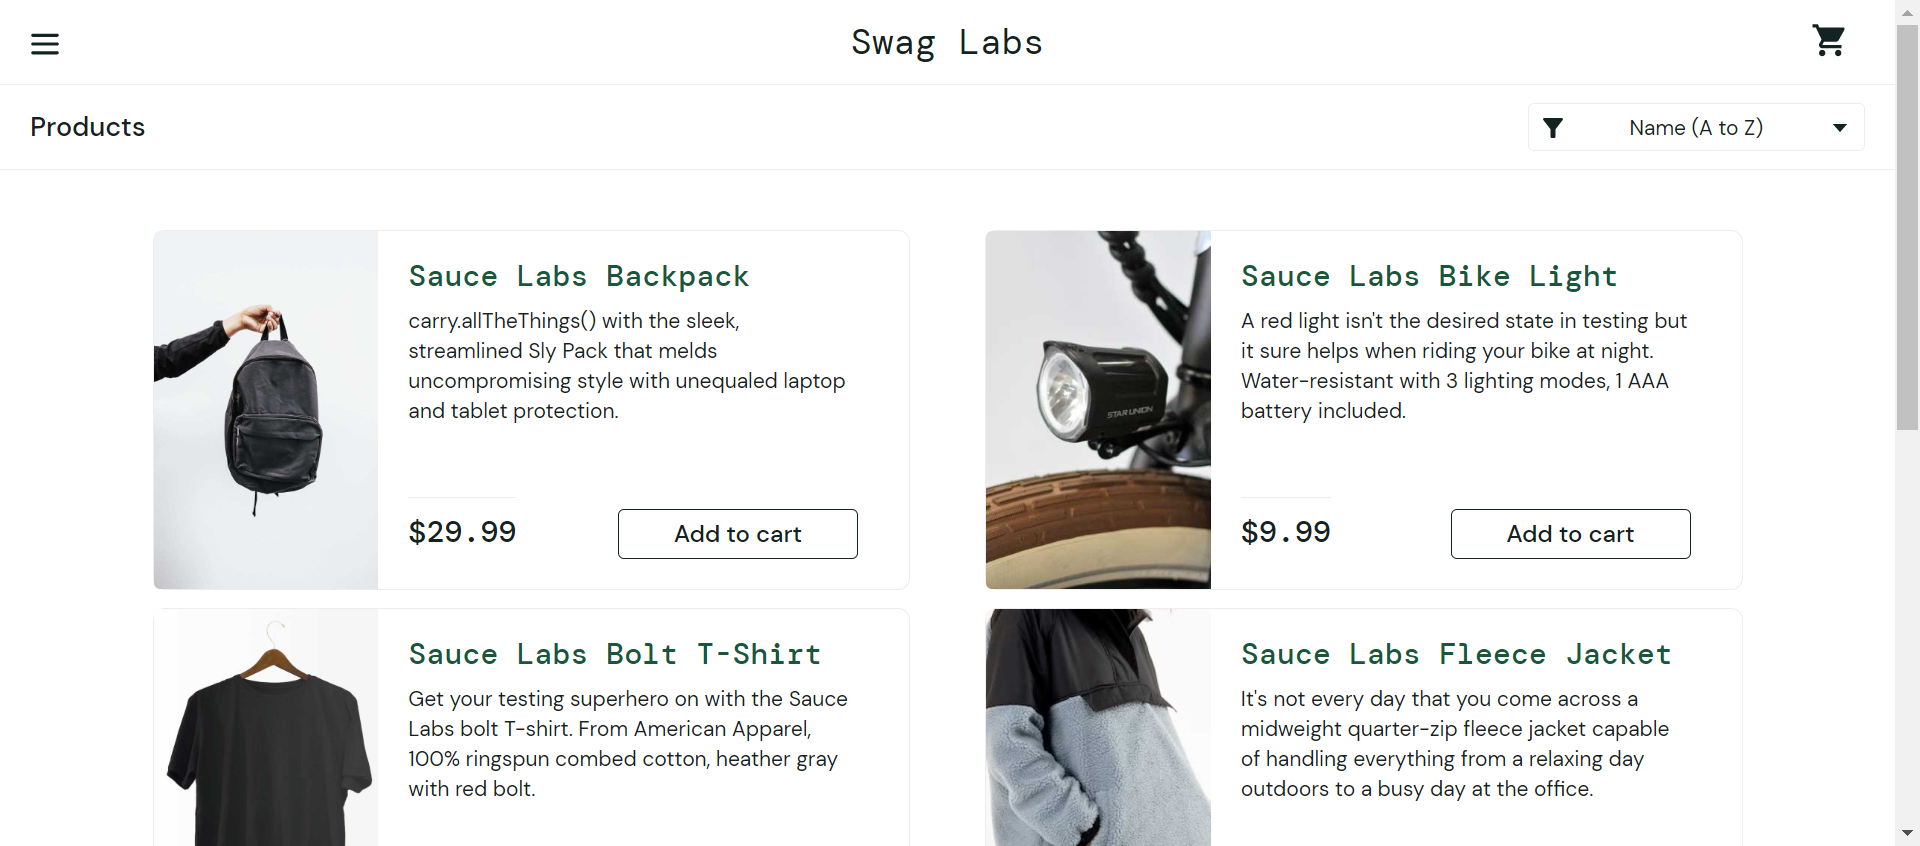 Swag Labs
Products
Name (A to Z)
Sauce Labs Backpack
carry.allTheThings() with the sleek,
streamlined Sly Pack that melds
uncompromising style with unequaled laptop
and tablet protection.
$29.99
Add to cart
Sauce Labs Bike Light
A red light isn't the desired state in testing but
it sure helps when riding your bike at night.
Water-resistant with 3 lighting modes, 1 AAA
battery included.
STAR UNION
$9.99
Add to cart
Sauce Labs Bolt T-Shirt
Get your testing superhero on with the Sauce
Labs bolt T-shirt. From American Apparel,
100% ringspun combed cotton, heather gray
with red bolt.
Sauce Labs Fleece Jacket
It's not every day that you come across a
midweight quarter-zip fleece jacket capable
of handling everything from a relaxing day
outdoors to a busy day at the office.